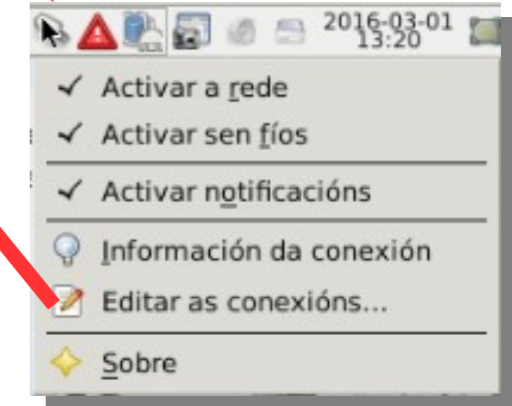 2016-03-01
13:20
Activar a rede
Activar sen fíos
Activar notificacións
Información da conexión
Editar as conexións...
Sobre